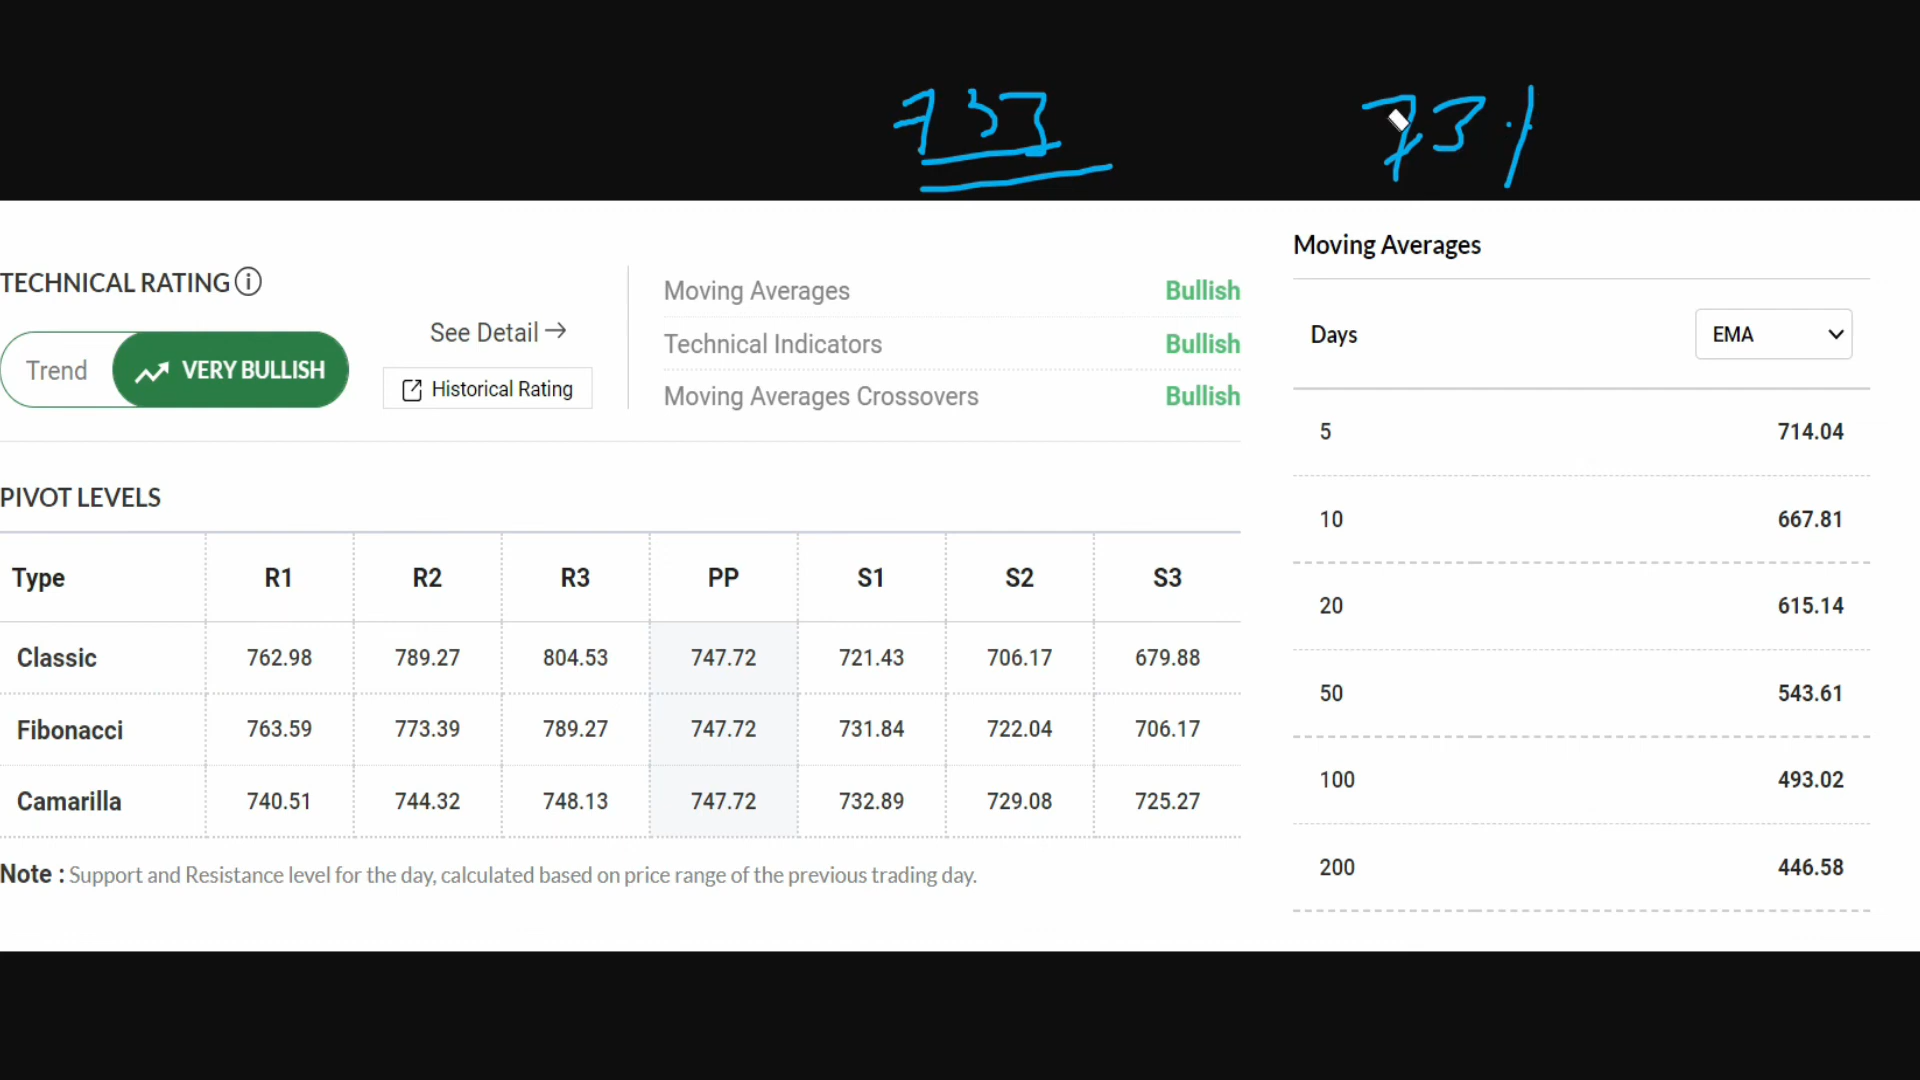 73%
TECHNICAL RATING
Trend VERY BULLISH
See Detail →
Historical Rating
Moving Averages Bullish
Technical Indicators Bullish
Moving Averages Crossovers Bullish
PIVOT LEVELS
Type R1 R2 R3 PP S1 S2 S3
Classic 762.98 789.27 804.53 747.72 721.43 706.17 679.88
Fibonacci 763.59 773.39 789.27 747.72 731.84 722.04 706.17
Camarilla 740.51 744.32 748.13 747.72 732.89 729.08 725.27
Note : Support and Resistance level for the day, calculated based on price range of the previous trading day.
Moving Averages
Days EMA
5 714.04
10 667.81
20 615.14
50 543.61
100 493.02
200 446.58